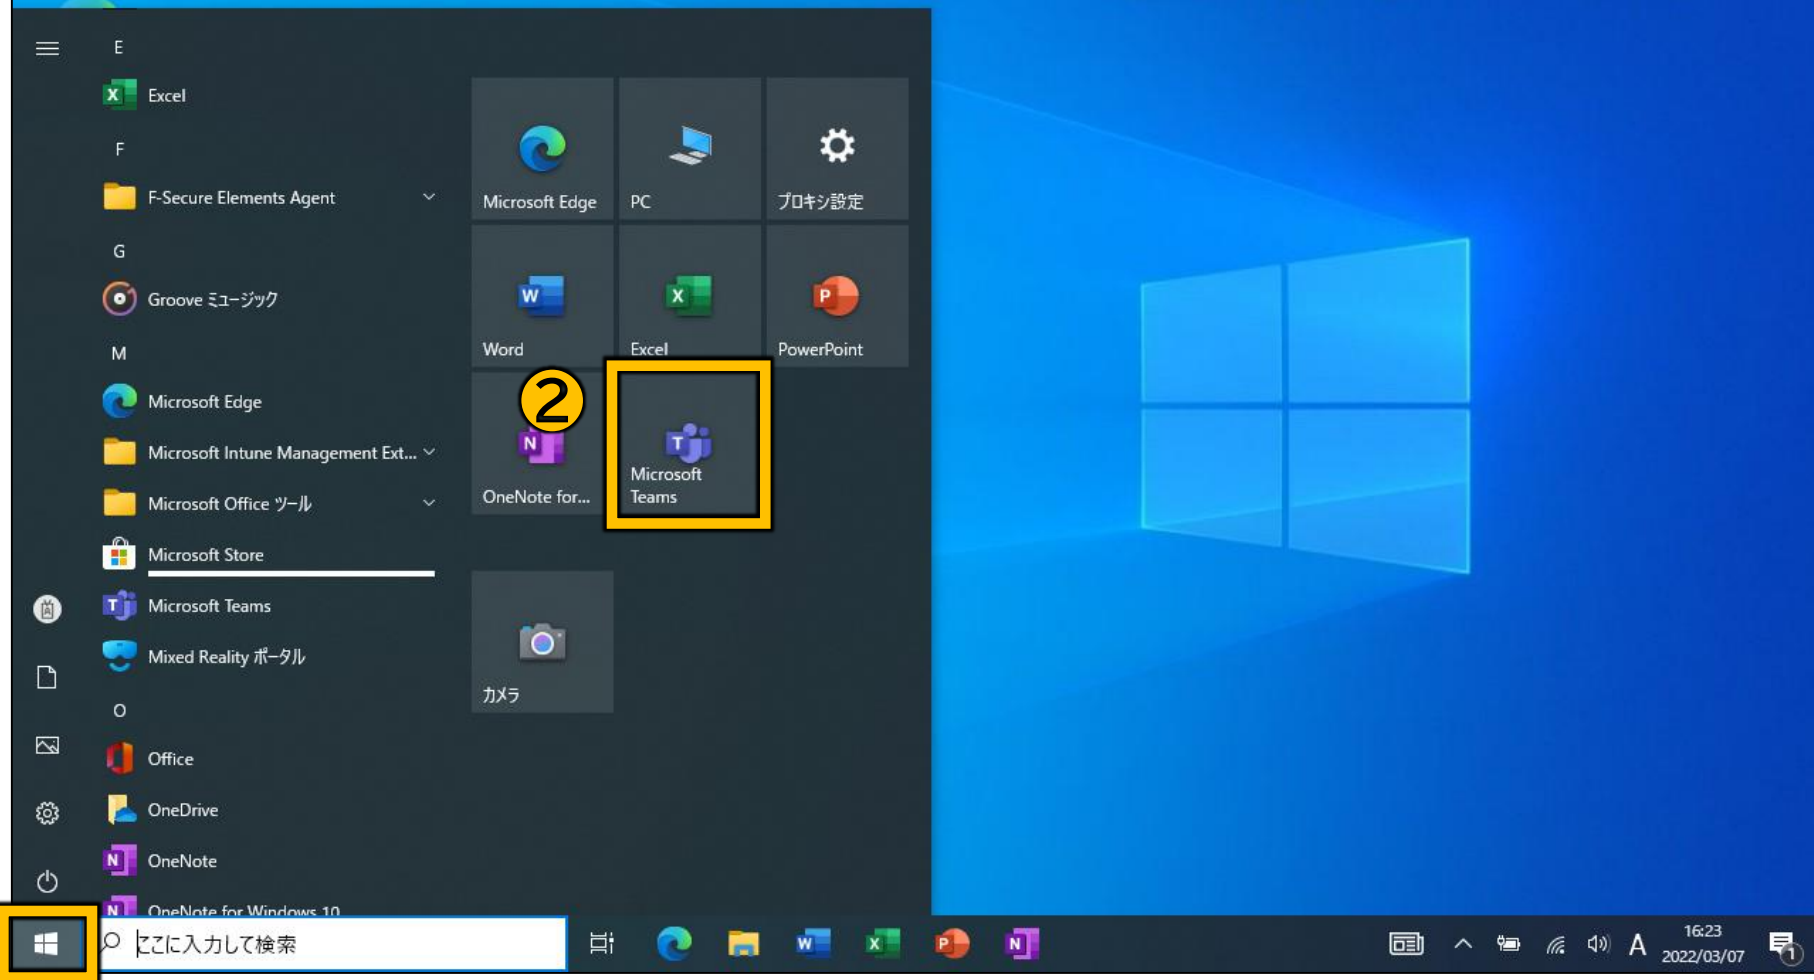 E
Excel
F
F-Secure Elements Agent
G
Groove ミュージック
M
Microsoft Edge
Microsoft Intune Management Ext...
Microsoft Office ツール
Microsoft Store
Microsoft Teams
Mixed Reality ポータル
O
Office
OneDrive
OneNote
OneNote for Windows 10
Microsoft Edge
PC
プロキシ設定
Word
Excel
PowerPoint
②
OneNote for...
Microsoft
Teams
カメラ
ここに入力して検索
A
16:23
2022/03/07
1